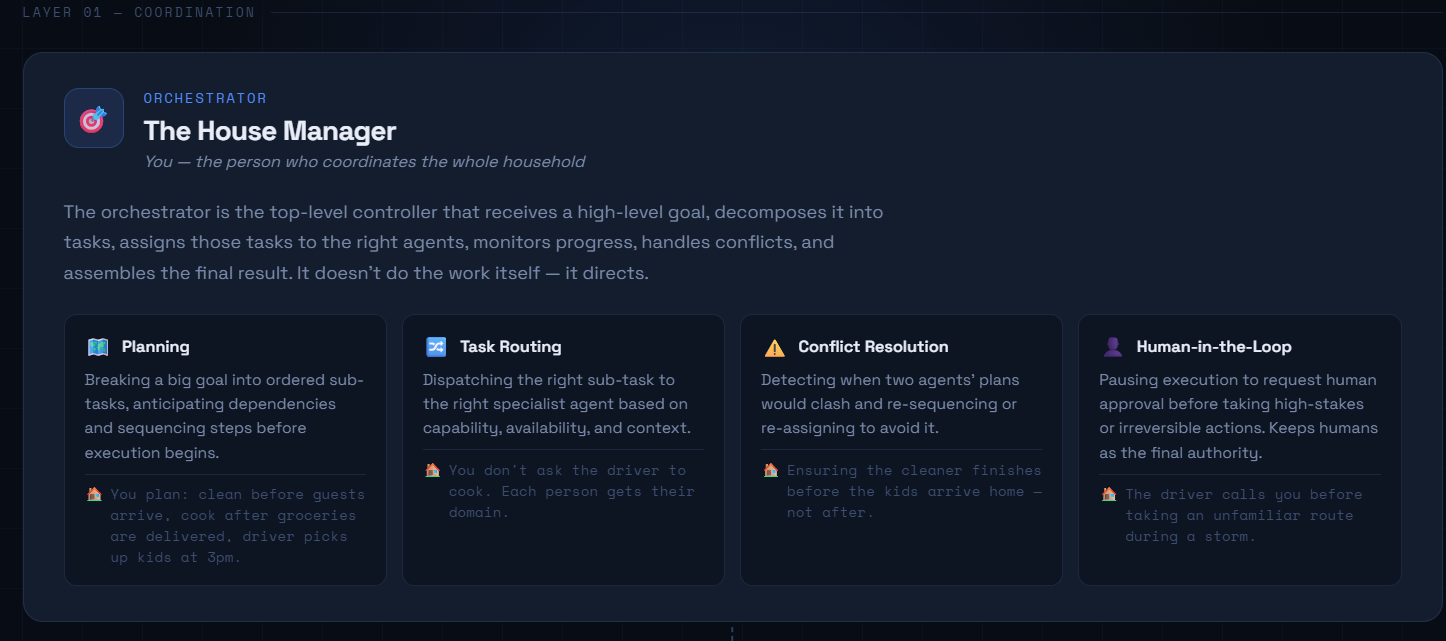 LAYER 01 — COORDINATION
ORCHESTRATOR
The House Manager
You — the person who coordinates the whole household
The orchestrator is the top-level controller that receives a high-level goal, decomposes it into
tasks, assigns those tasks to the right agents, monitors progress, handles conflicts, and
assembles the final result. It doesn't do the work itself — it directs.
Planning
Breaking a big goal into ordered sub-
tasks, anticipating dependencies
and sequencing steps before
execution begins.
You plan: clean before guests
arrive, cook after groceries
are delivered, driver picks
up kids at 3pm.
Task Routing
Dispatching the right sub-task to
the right specialist agent based on
capability, availability, and context.
You don't ask the driver to
cook. Each person gets their
domain.
Conflict Resolution
Detecting when two agents' plans
would clash and re-sequencing or
re-assigning to avoid it.
Ensuring the cleaner finishes
before the kids arrive home —
not after.
Human-in-the-Loop
Pausing execution to request human
approval before taking high-stakes
or irreversible actions. Keeps humans
as the final authority.
The driver calls you before
taking an unfamiliar route
during a storm.